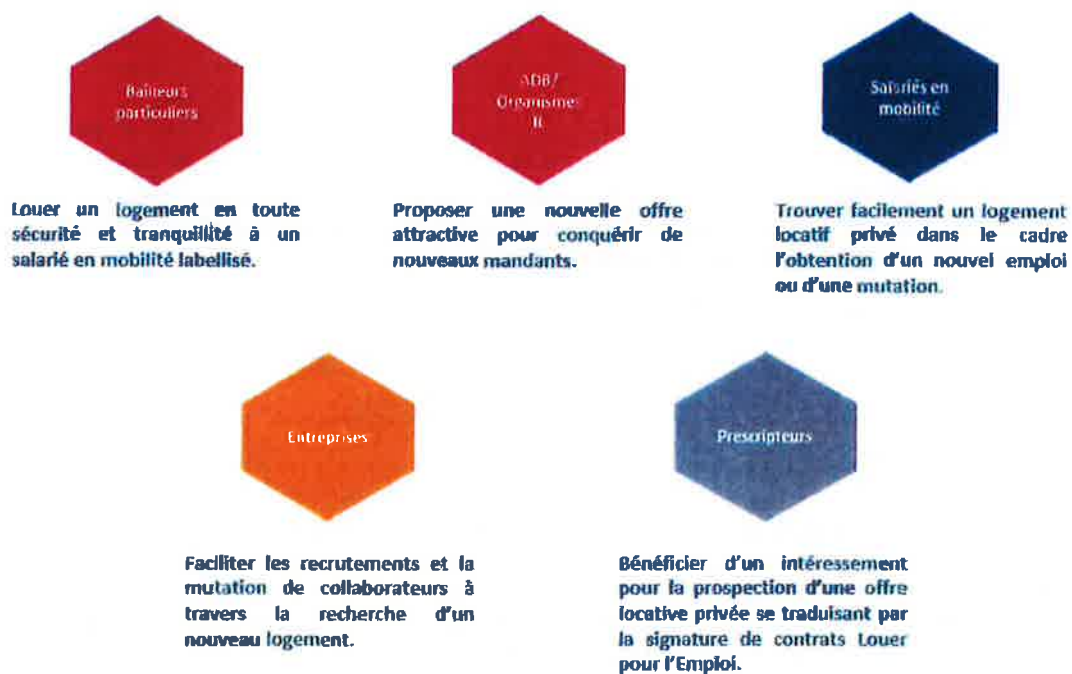 Bailleurs
particuliers
Louer un logement en toute
sécurité et tranquillité à un
salarié en mobilité labellisé.
ADB/
Organismes
Proposer une nouvelle offre
attractive pour conquérir de
nouveaux mandants.
Salariés en
mobilité
Trouver facilement un logement
locatif privé dans le cadre
l'obtention d'un nouvel emploi
ou d'une mutation.
Entreprises
Faciliter les recrutements et la
mutation de collaborateurs à
travers la recherche d'un
nouveau logement.
Prescripteurs
Bénéficier d'un intéressement
pour la prospection d'une offre
locative privée se traduisant par
la signature de contrats Louer
pour l'Emploi.